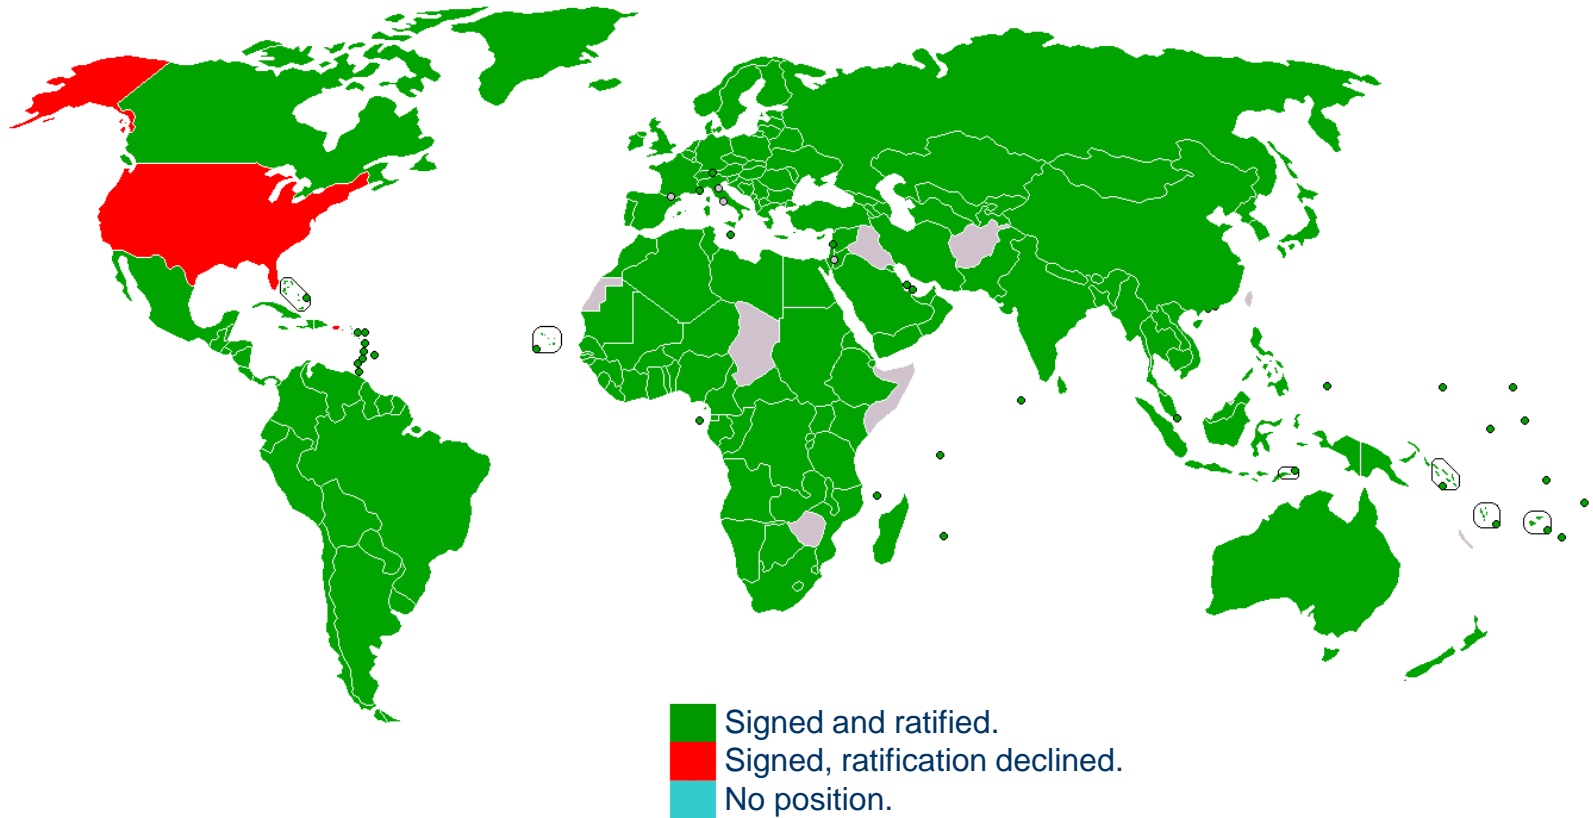 Signed and ratified.
Signed, ratification declined.
No position.